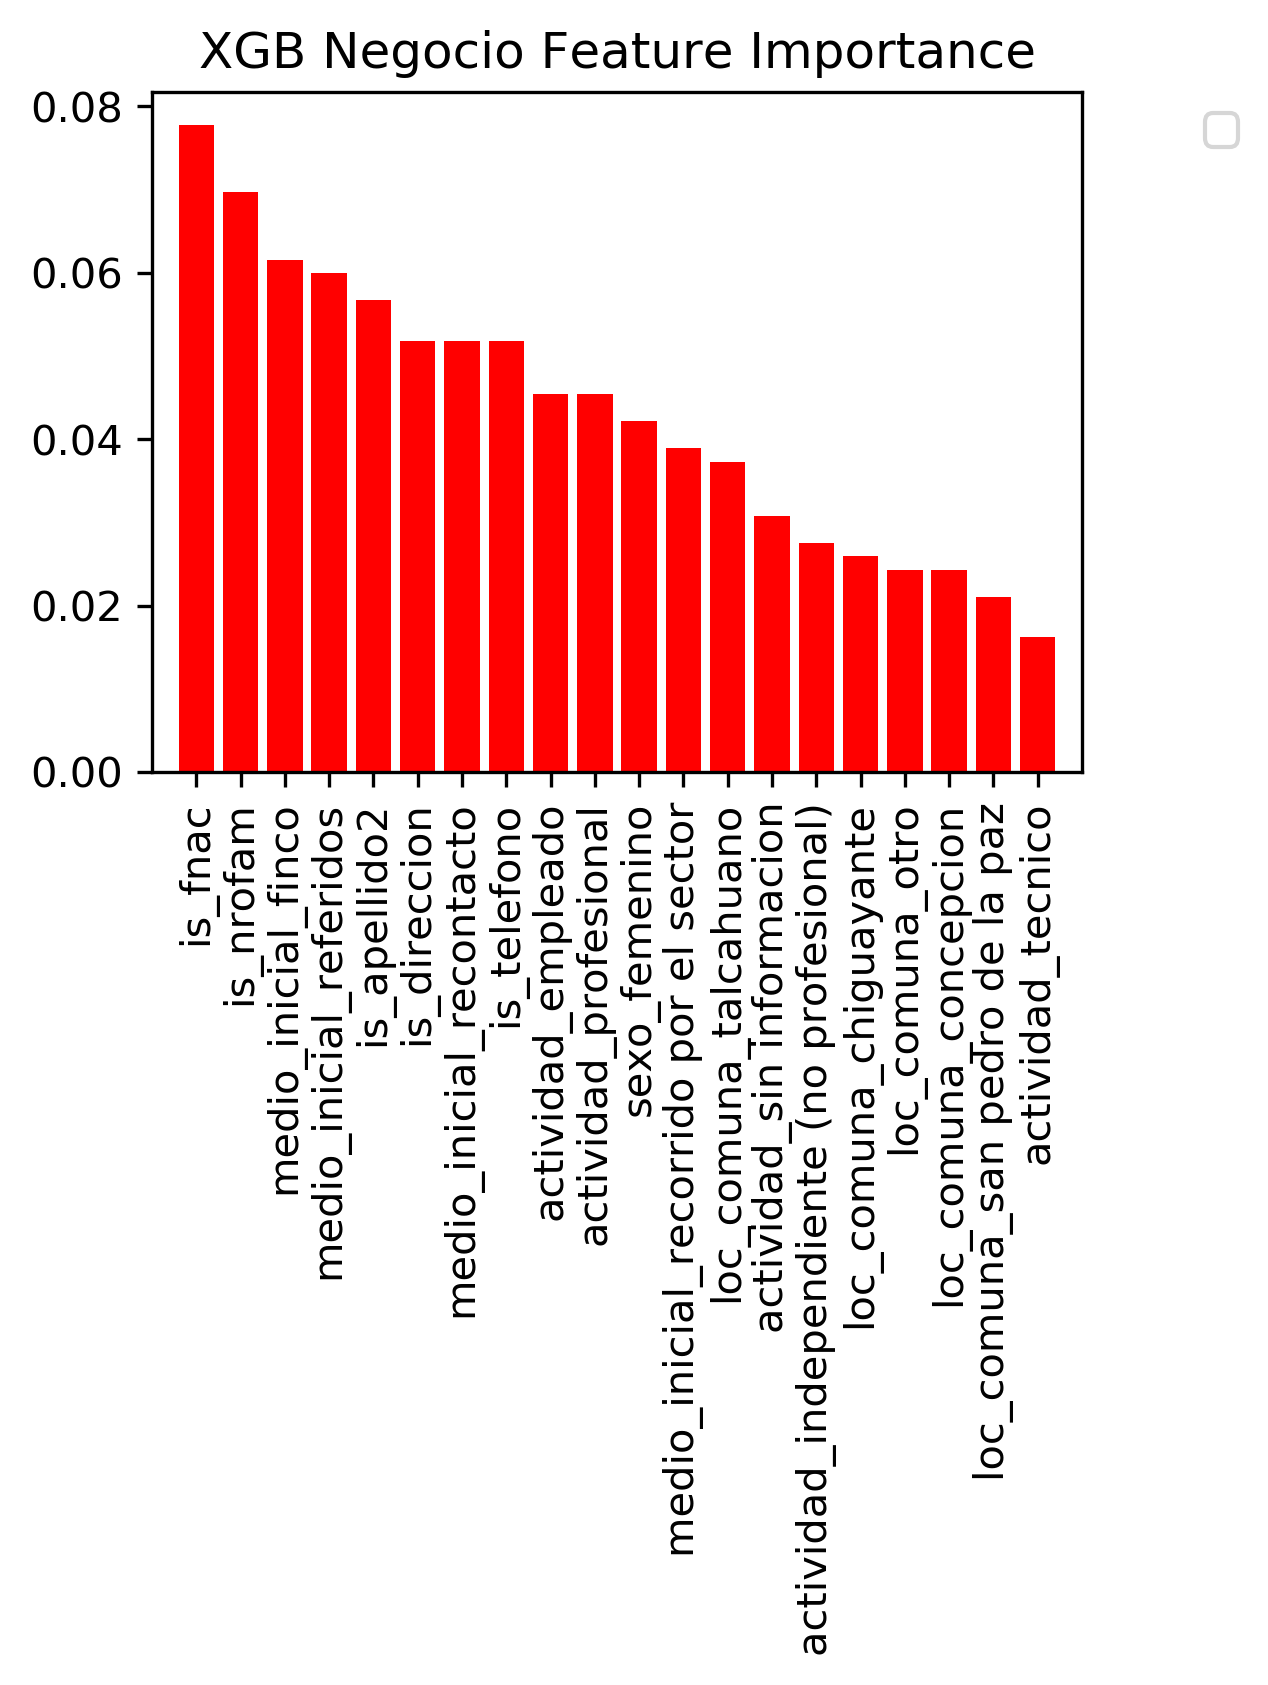 XGB Negocio Feature Importance
0.08
0.06
0.04
0.02
0.00
is_fnac
is_nrofam
medio_inicial_finco
medio_inicial_referidos
is_apellido2
is_direccion
medio_inicial_recontacto
is_telefono
actividad_empleado
actividad_profesional
sexo_femenino
medio_inicial_recorrido por el sector
loc_comuna_talcahuano
actividad_sin informacion
actividad_independiente (no profesional)
loc_comuna_chiguayante
loc_comuna_otro
loc_comuna_concepcion
loc_comuna_san pedro de la paz
actividad_tecnico